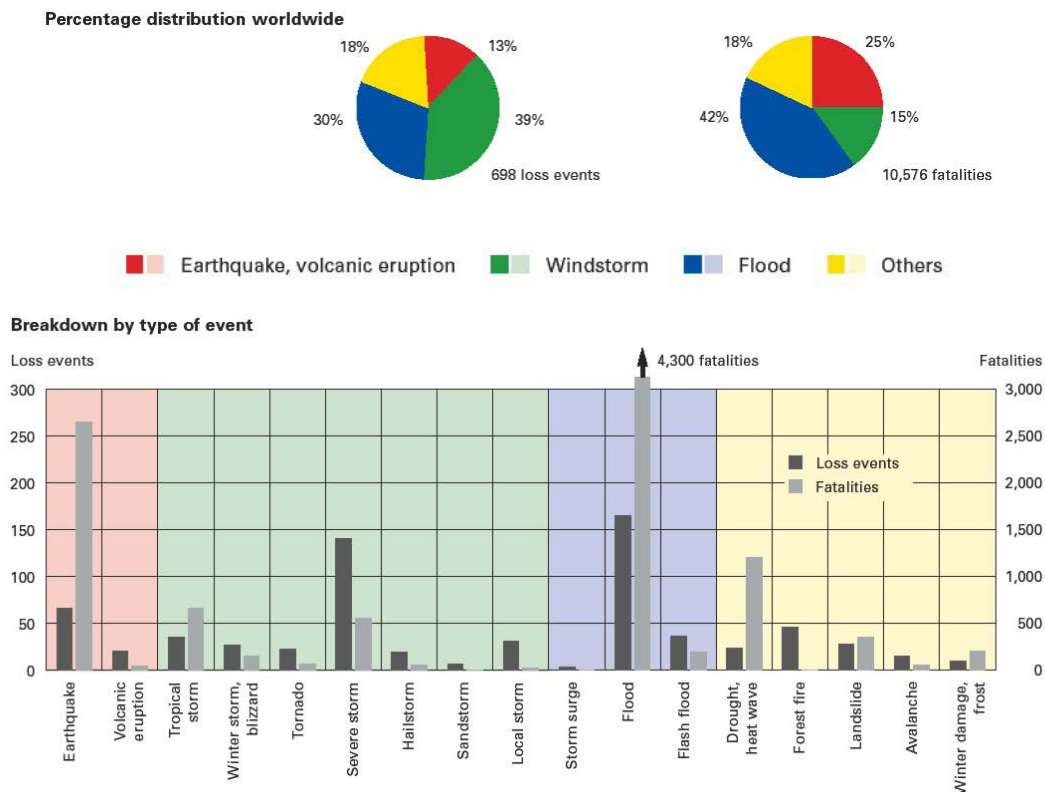 Percentage distribution worldwide
18%
13%
30%
39%
698 loss events
18%
25%
42%
15%
10,576 fatalities
Earthquake, volcanic eruption
Windstorm
Flood
Others
Breakdown by type of event
Loss events
4,300 fatalities
Fatalities
300
250
200
150
100
50
0
3,000
2,500
2,000
1,500
1,000
500
0
Loss events
Fatalities
Earthquake
Volcanic
eruption
Tropical
storm
Winter storm,
blizzard
Tornado
Severe storm
Hailstorm
Sandstorm
Local storm
Storm surge
Flood
Flash flood
Drought,
heat wave
Forest fire
Landslide
Avalanche
Winter damage,
frost